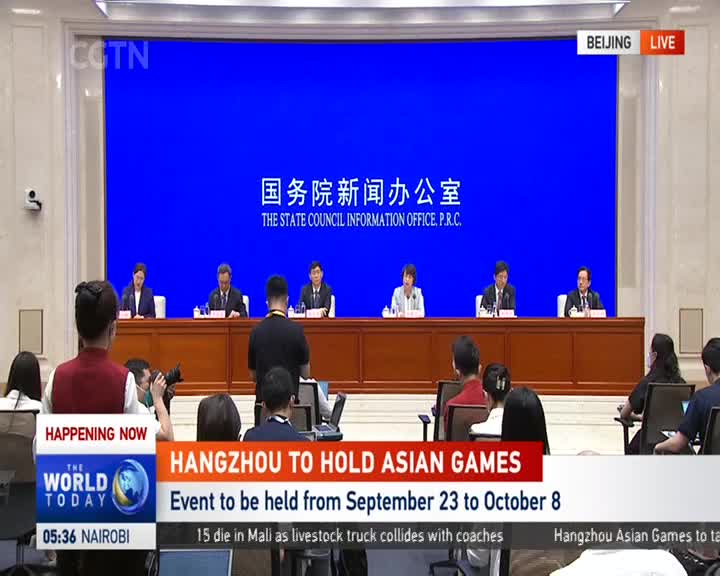 CGTN
BEIJING LIVE
国务院新闻办公室
THE STATE COUNCIL INFORMATION OFFICE, P.R.C.
HAPPENING NOW
HANGZHOU TO HOLD ASIAN GAMES
THE WORLD TODAY
Event to be held from September 23 to October 8
05:36 NAIROBI
15 die in Mali as livestock truck collides with coaches
Hangzhou Asian Games to ta